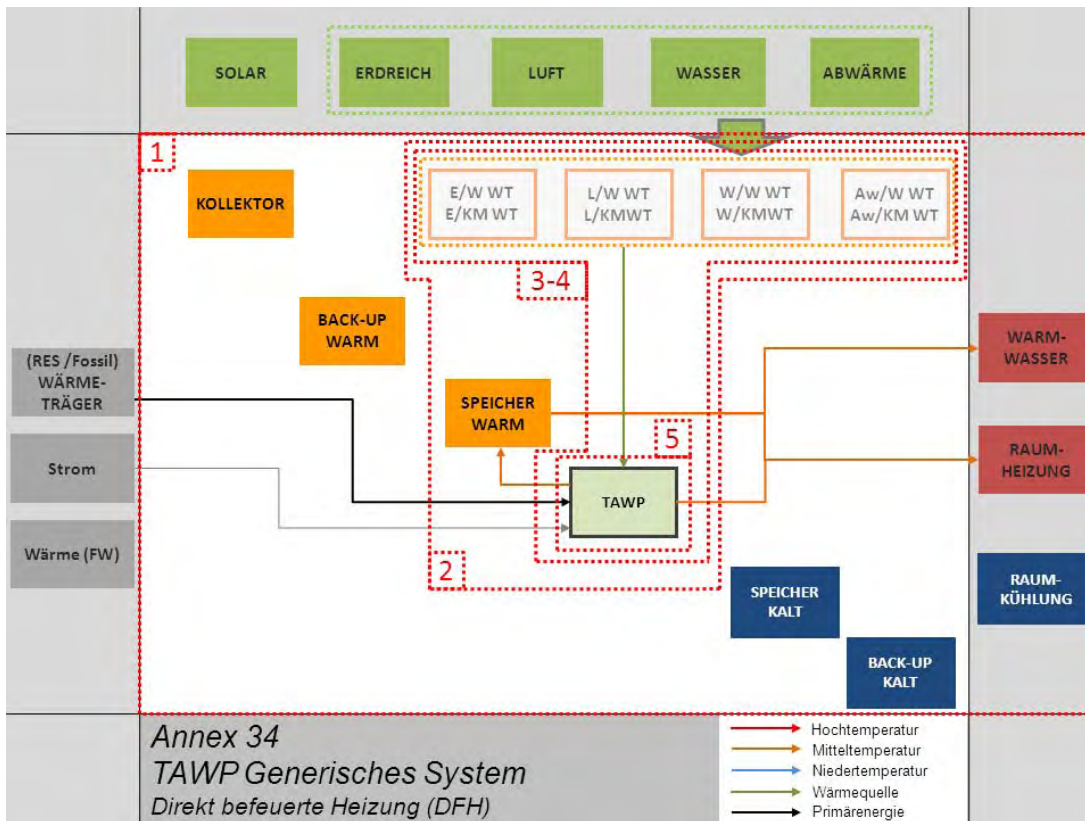 SOLAR
ERDREICH
LUFT
WASSER
ABWÄRME
1
KOLLEKTOR
E/W WT
E/KM WT
L/W WT
L/KMWT
W/W WT
W/KMWT
Aw/W WT
Aw/KM WT
3-4
BACK-UP
WARM
(RES /Fossil)
WÄRME-
TRÄGER
WARM-
WASSER
SPEICHER
WARM
5
Strom
RAUM-
HEIZUNG
TAWP
Wärme (FW)
2
SPEICHER
KALT
RAUM-
KÜHLUNG
BACK-UP
KALT
Annex 34
TAWP Generisches System
Direkt befeuerte Heizung (DFH)
Hochtemperatur
Mitteltemperatur
Niedertemperatur
Wärmequelle
Primärenergie